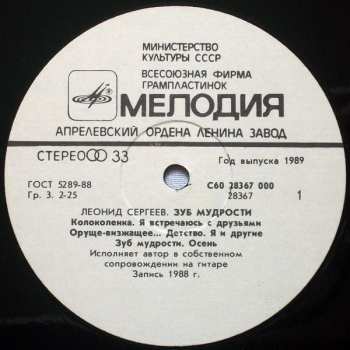 МИНИСТЕРСТВО
КУЛЬТУРЫ СССР
ВСЕСОЮЗНАЯ ФИРМА
ГРАМПЛАСТИНОК
МЕЛОДИЯ
АПРЕЛЕВСКИЙ ОРДЕНА ЛЕНИНА ЗАВОД
СТЕРЕО 33
Год выпуска 1989
ГОСТ 5289-88
С60 28367 000
Гр. 3. 2-25
28367
1
ЛЕОНИД СЕРГЕЕВ. ЗУБ МУДРОСТИ
Колоколенка. Я встречаюсь с друзьями
Оруще-визжащее... Детство. Я и другие
Зуб мудрости. Осень
Исполняет автор в собственном
сопровождении на гитаре
Запись 1988 г.